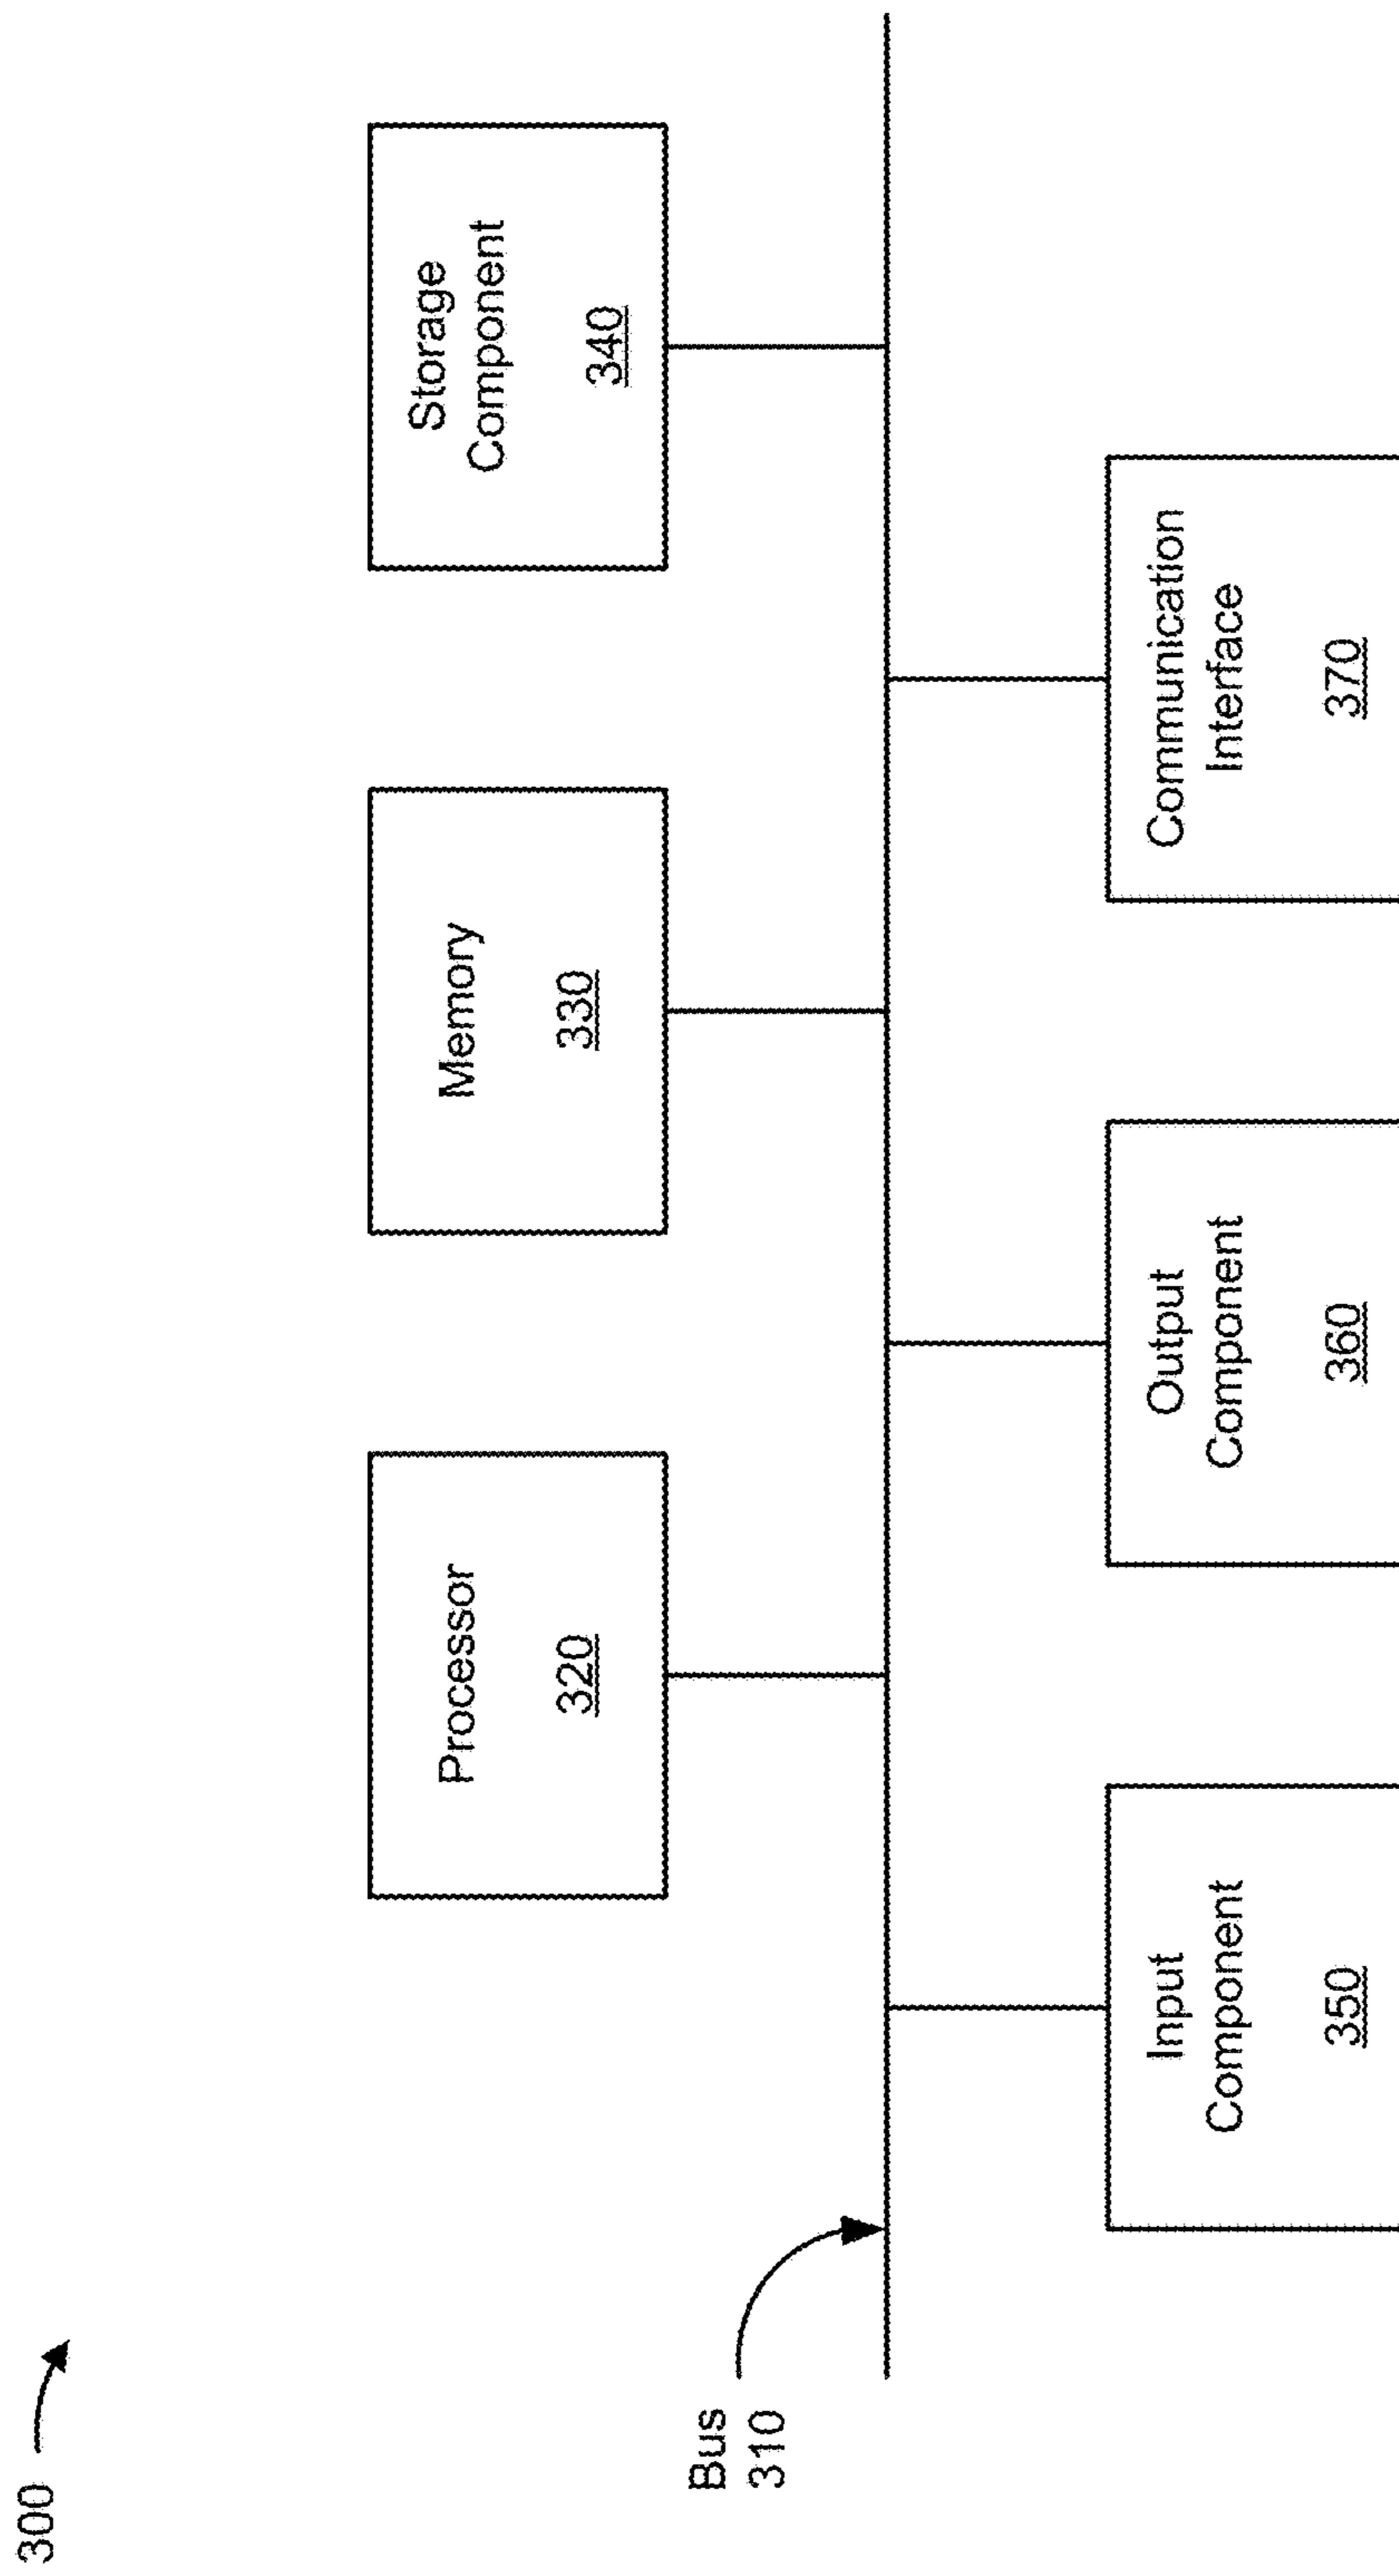 300
Processor
320
Memory
330
Storage
Component
340
Bus
310
Input
Component
350
Output
Component
360
Communication
Interface
370